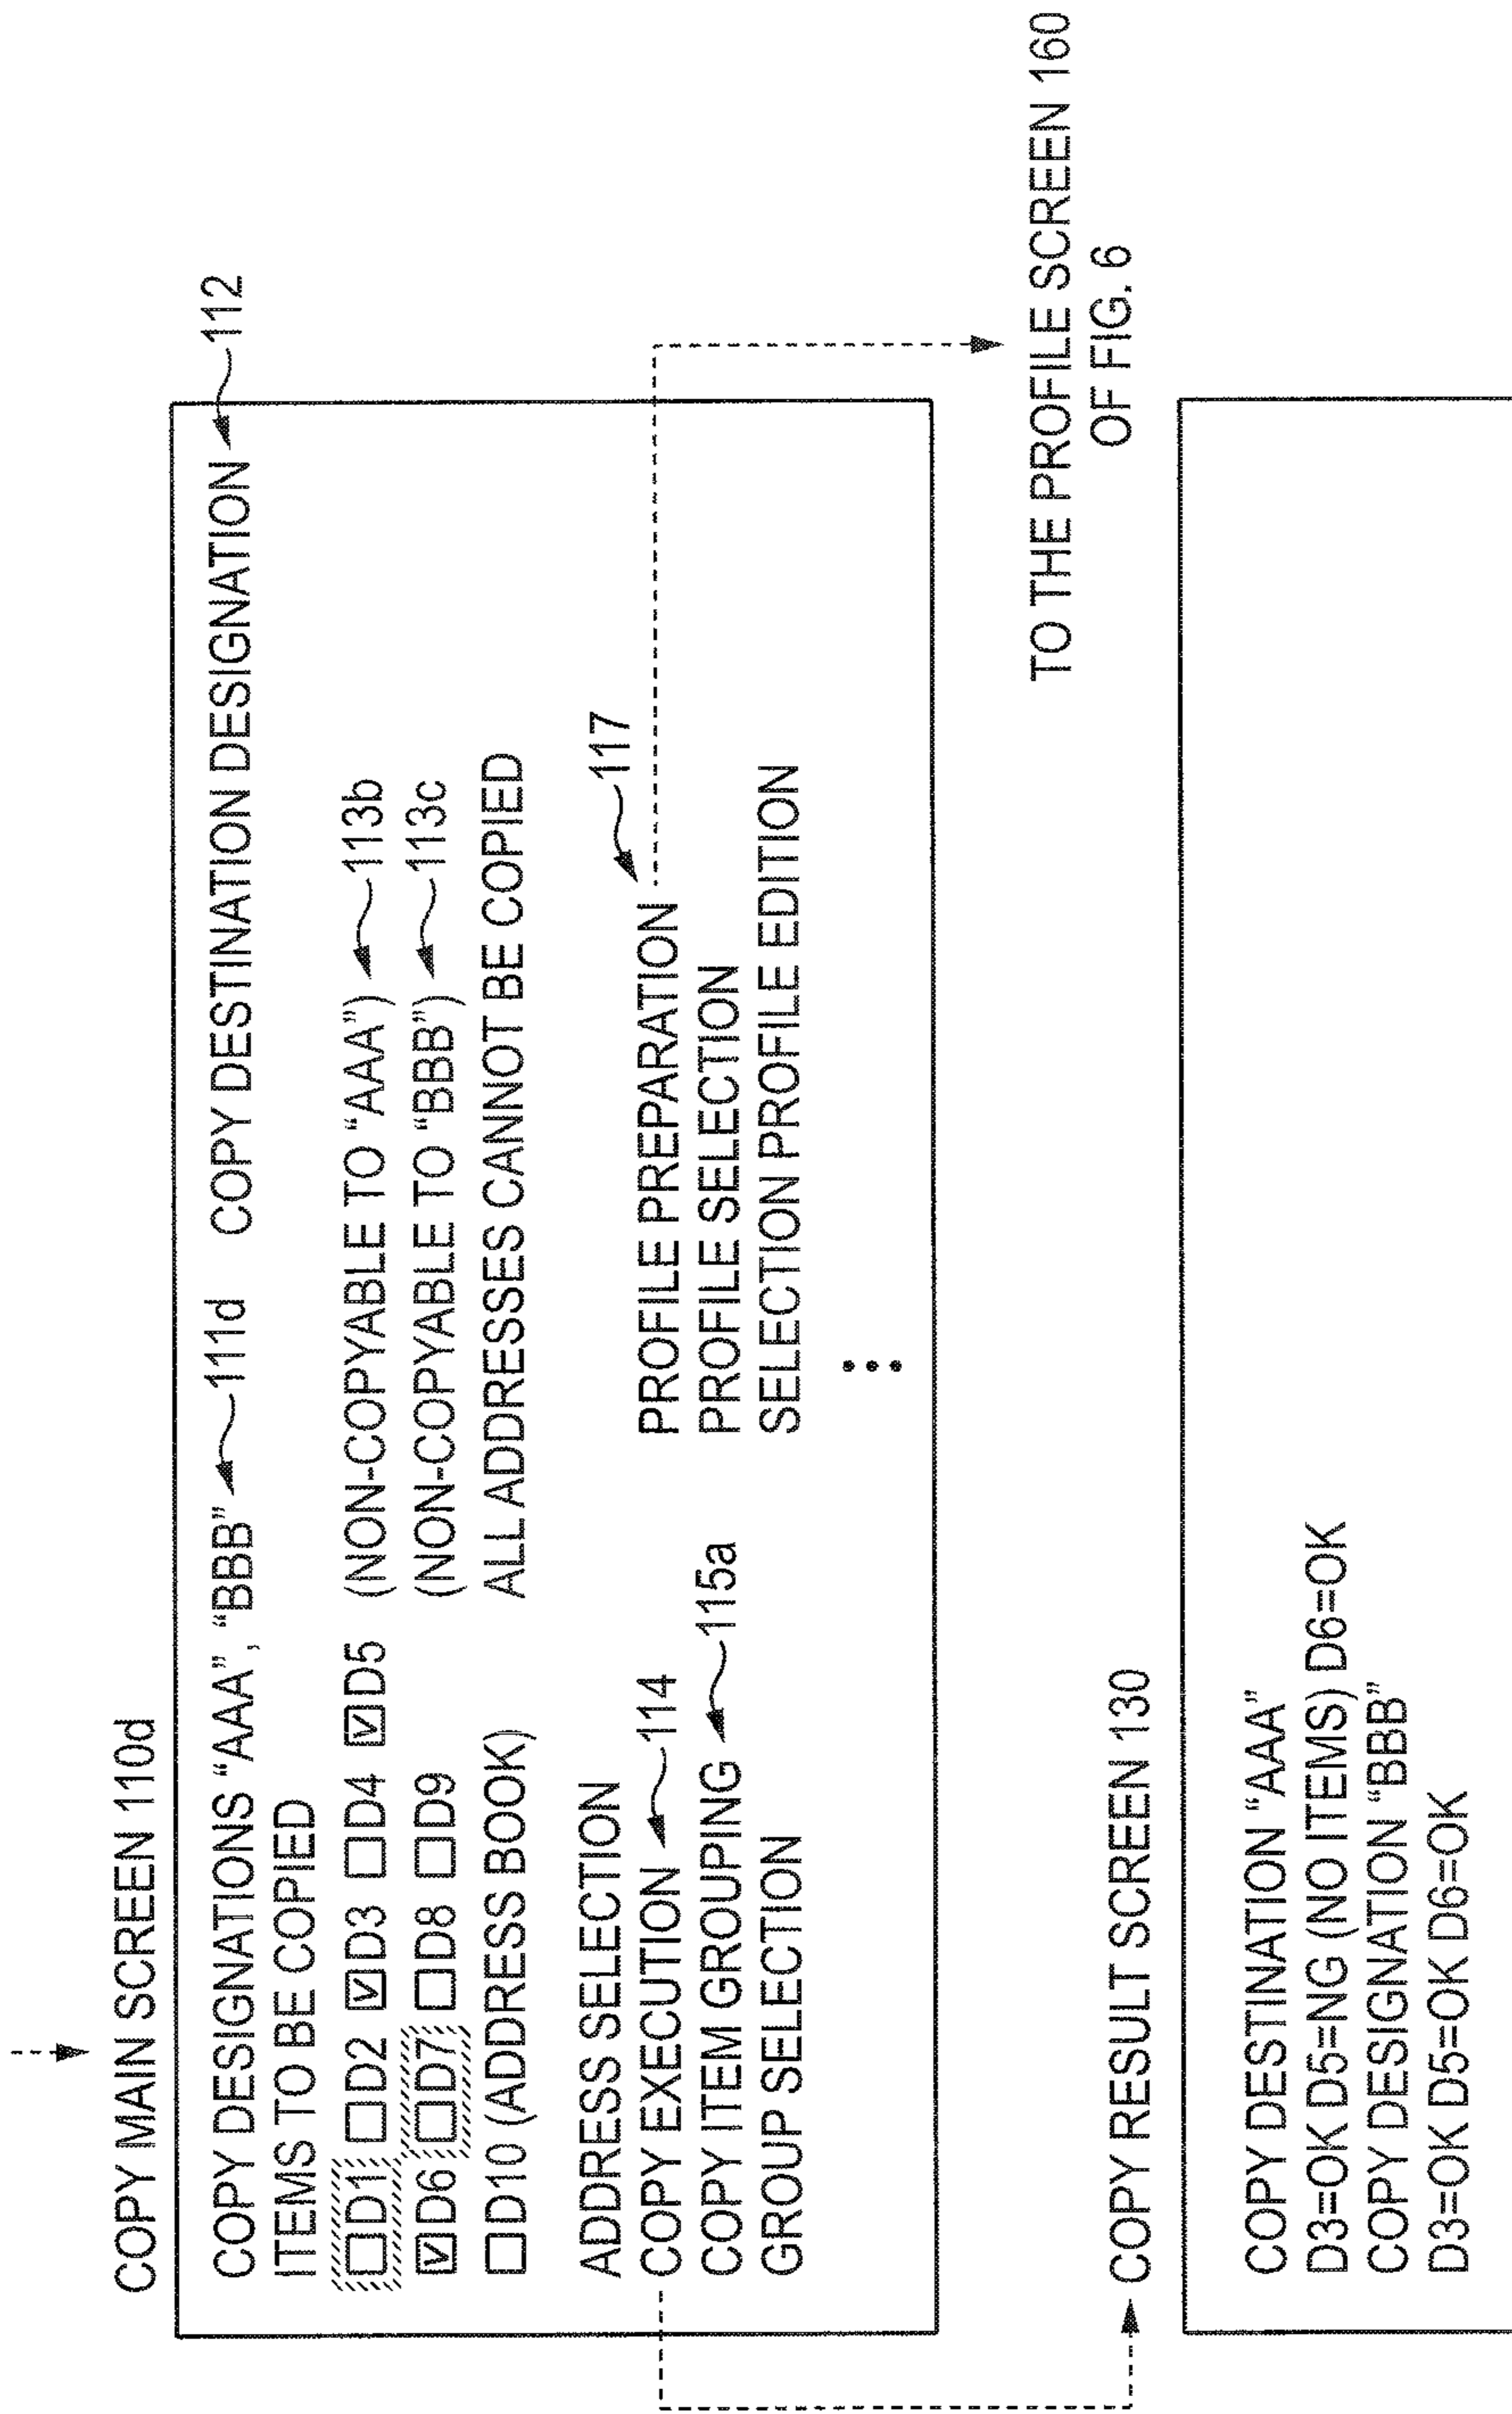 COPY MAIN SCREEN 110d
COPY DESIGNATIONS “AAA”, “BBB” 111d COPY DESTINATION DESIGNATION 112
ITEMS TO BE COPIED
D1 D2 D3 D4 D5 (NON-COPYABLE TO “AAA”) 113b
D6 D7 D8 D9 (NON-COPYABLE TO “BBB”) 113c
D10 (ADDRESS BOOK) ALL ADDRESSES CANNOT BE COPIED
117
ADDRESS SELECTION
COPY EXECUTION 114 PROFILE PREPARATION
COPY ITEM GROUPING 115a PROFILE SELECTION
GROUP SELECTION SELECTION PROFILE EDITION
TO THE PROFILE SCREEN 160
OF FIG. 6
COPY RESULT SCREEN 130
COPY DESTINATION “AAA”
D3=OK D5=NG (NO ITEMS) D6=OK
COPY DESIGNATION “BBB”
D3=OK D5=OK D6=OK